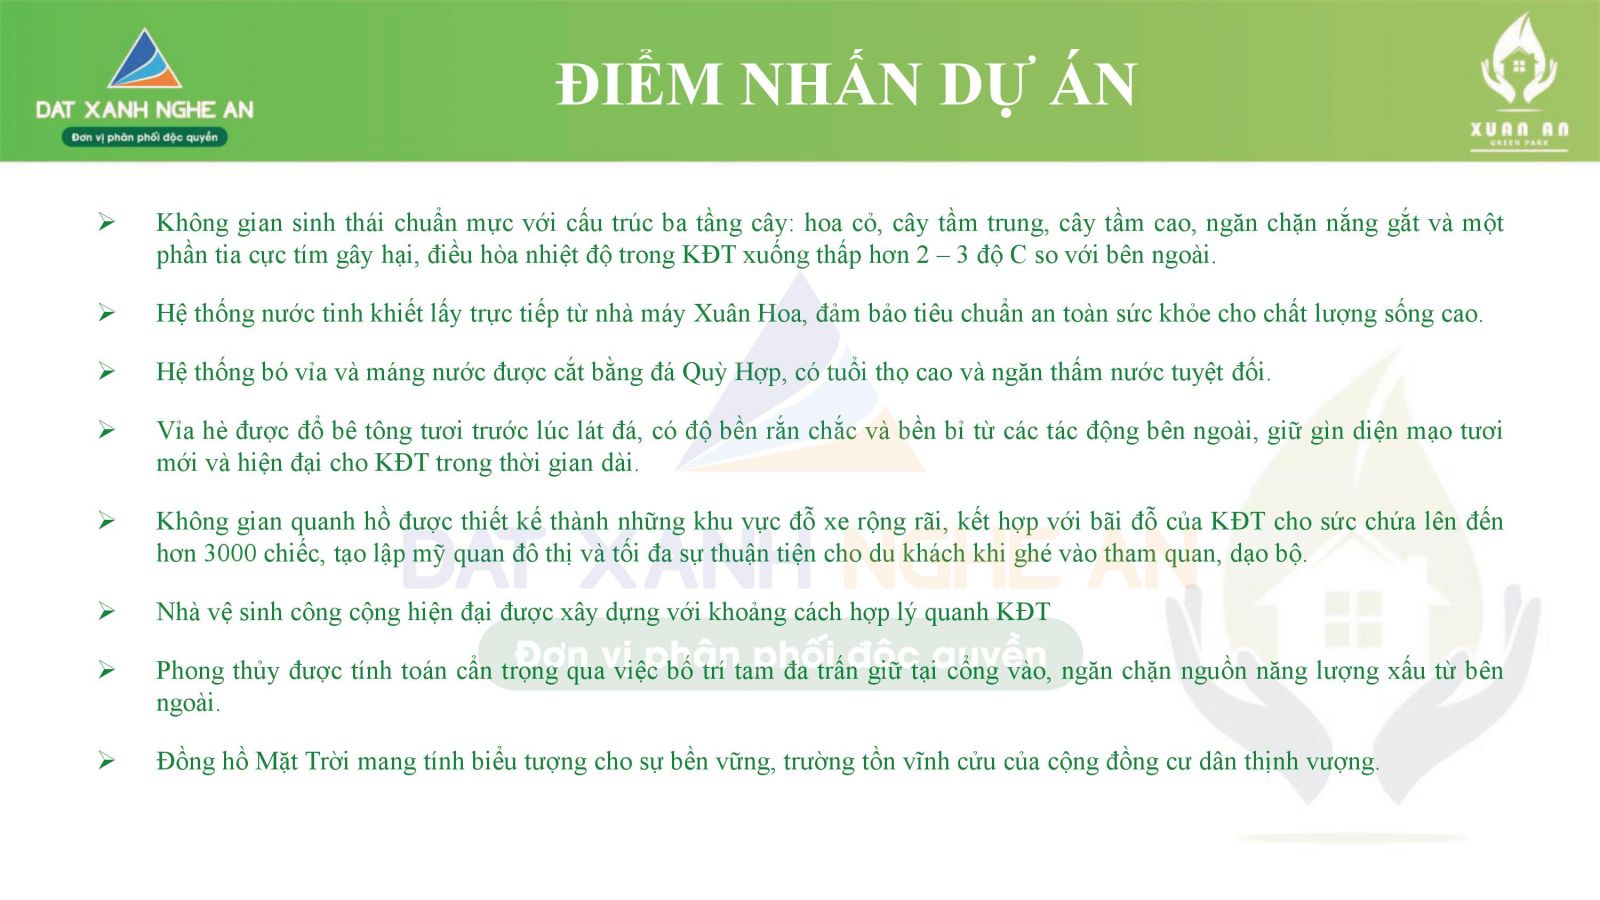 DAT XANH NGHE AN
Đơn vị phân phối độc quyền
ĐIỂM NHẤN DỰ ÁN
XUAN AN
GREEN PARK
➢ Không gian sinh thái chuẩn mực với cấu trúc ba tầng cây: hoa cỏ, cây tầm trung, cây tầm cao, ngăn chặn nắng gắt và một
phần tia cực tím gây hại, điều hòa nhiệt độ trong KĐT xuống thấp hơn 2 – 3 độ C so với bên ngoài.
➢ Hệ thống nước tinh khiết lấy trực tiếp từ nhà máy Xuân Hoa, đảm bảo tiêu chuẩn an toàn sức khỏe cho chất lượng sống cao.
➢ Hệ thống bó vỉa và máng nước được cắt bằng đá Quỳ Hợp, có tuổi thọ cao và ngăn thấm nước tuyệt đối.
➢ Vỉa hè được đổ bê tông tươi trước lúc lát đá, có độ bền rắn chắc và bền bỉ từ các tác động bên ngoài, giữ gìn diện mạo tươi
mới và hiện đại cho KĐT trong thời gian dài.
➢ Không gian quanh hồ được thiết kế thành những khu vực đỗ xe rộng rãi, kết hợp với bãi đỗ của KĐT cho sức chứa lên đến
hơn 3000 chiếc, tạo lập mỹ quan đô thị và tối đa sự thuận tiện cho du khách khi ghé vào tham quan, dạo bộ.
➢ Nhà vệ sinh công cộng hiện đại được xây dựng với khoảng cách hợp lý quanh KĐT
➢ Phong thủy được tính toán cẩn trọng qua việc bố trí tam đa trấn giữ tại cổng vào, ngăn chặn nguồn năng lượng xấu từ bên
ngoài.
➢ Đồng hồ Mặt Trời mang tính biểu tượng cho sự bền vững, trường tồn vĩnh cửu của cộng đồng cư dân thịnh vượng.
DAT XANH NGHE AN
Đơn vị phân phối độc quyền